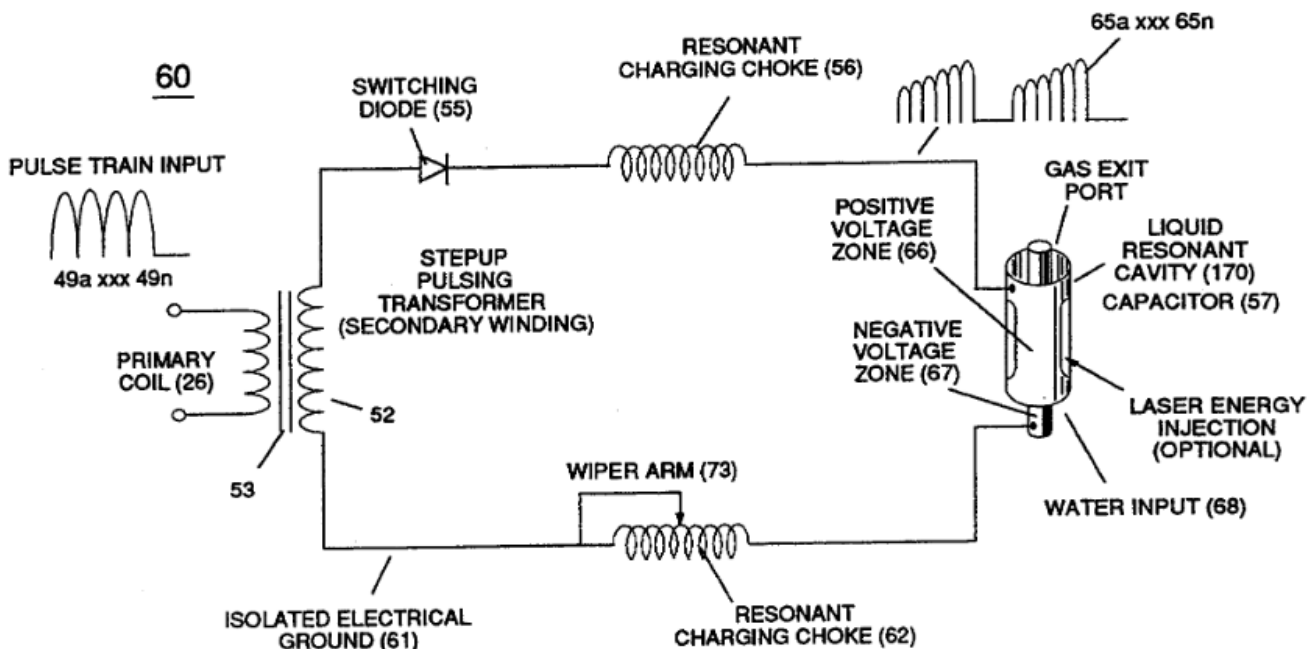 60
65a xxx 65n
RESONANT
CHARGING CHOKE (56)
SWITCHING
DIODE (55)
PULSE TRAIN INPUT
49a xxx 49n
GAS EXIT
PORT
POSITIVE
VOLTAGE
ZONE (66)
LIQUID
RESONANT
CAVITY (170)
CAPACITOR (57)
STEPUP
PULSING
TRANSFORMER
(SECONDARY WINDING)
NEGATIVE
VOLTAGE
ZONE (67)
PRIMARY
COIL (26)
52
53
LASER ENERGY
INJECTION
(OPTIONAL)
WIPER ARM (73)
WATER INPUT (68)
ISOLATED ELECTRICAL
GROUND (61)
RESONANT
CHARGING CHOKE (62)